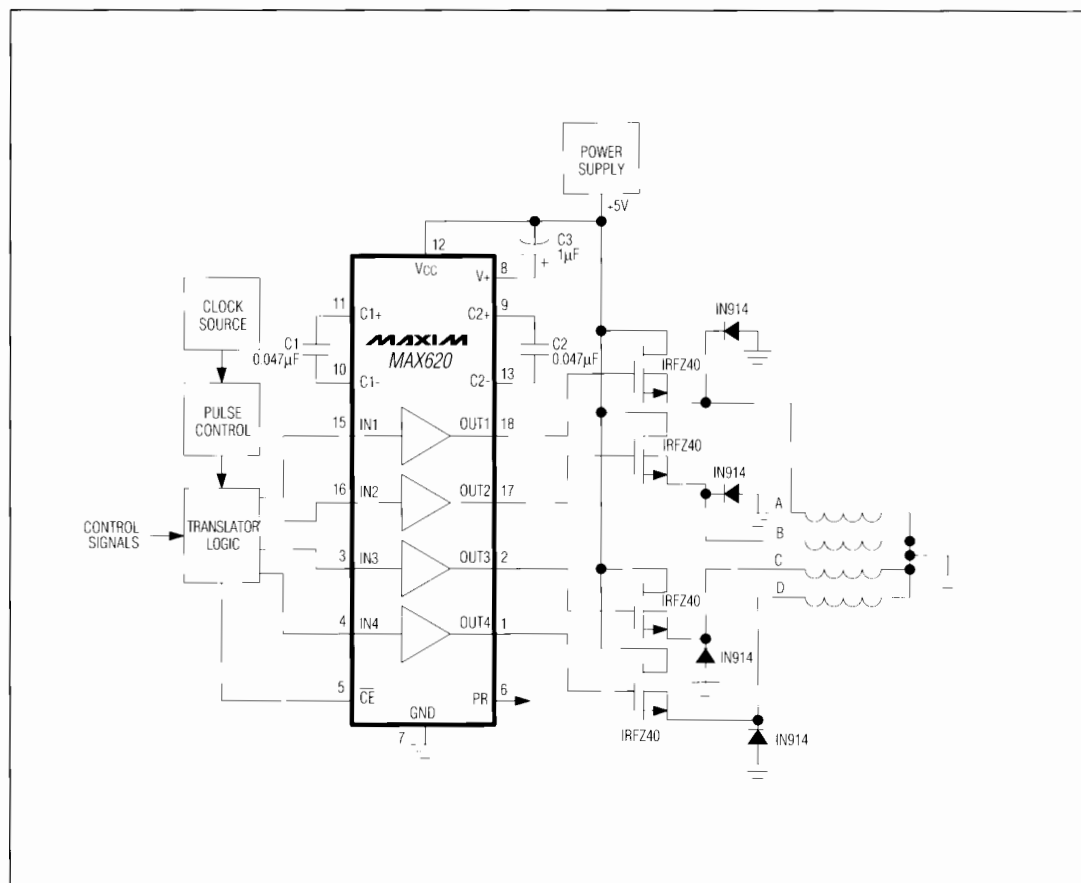 POWER
SUPPLY
+5V
12
VCC
C3
1µF
+
8
V+
CLOCK
SOURCE
11
C1+
C1
0.047µF
10
C1-
MAXIM
MAX620
9
C2+
C2
0.047µF
13
C2-
IN914
IRFZ40
PULSE
CONTROL
15
IN1
OUT1
18
IRFZ40
IN914
16
IN2
OUT2
17
CONTROL
SIGNALS
TRANSLATOR
LOGIC
A
B
C
D
3
IN3
OUT3
2
IRFZ40
4
IN4
OUT4
1
IN914
5
CE
PR
6
GND
7
IRFZ40
IN914